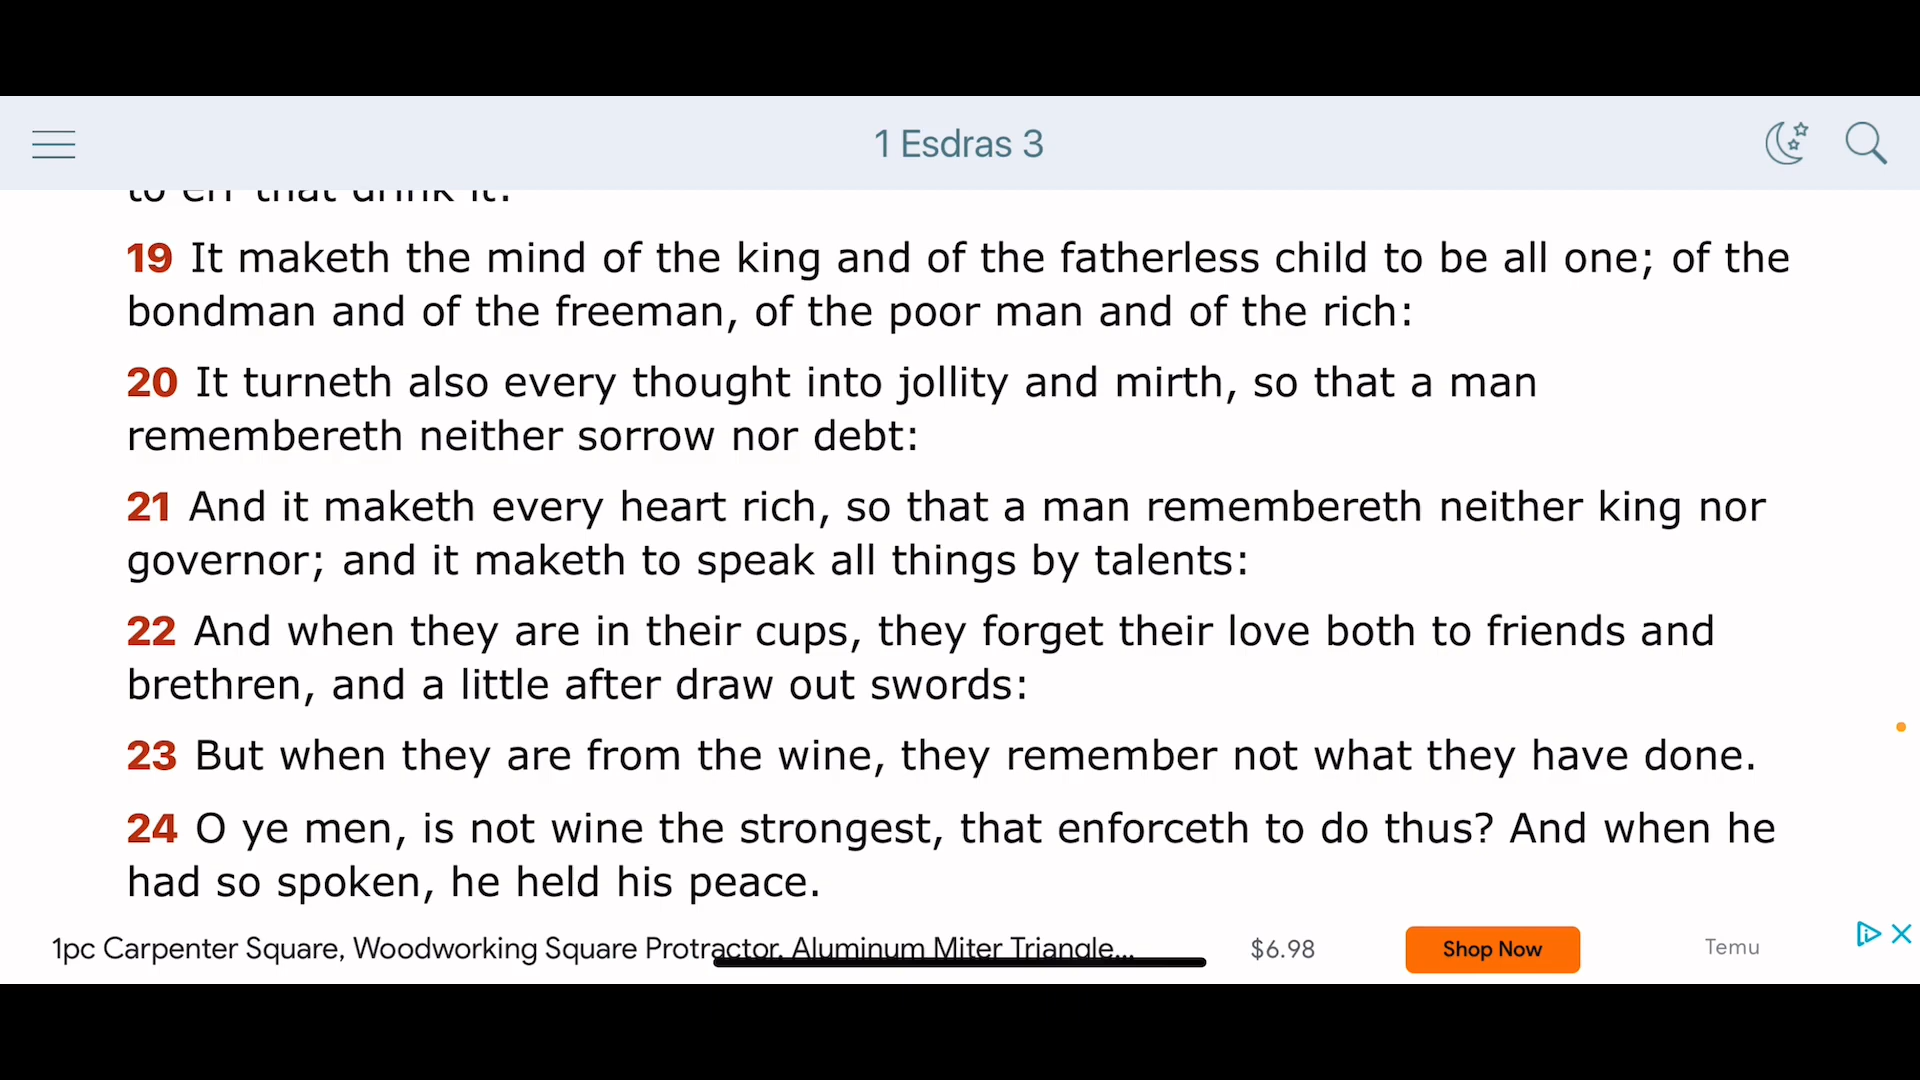 1 Esdras 3
to err that drink it:
19 It maketh the mind of the king and of the fatherless child to be all one; of the
bondman and of the freeman, of the poor man and of the rich:
20 It turneth also every thought into jollity and mirth, so that a man
remembereth neither sorrow nor debt:
21 And it maketh every heart rich, so that a man remembereth neither king nor
governor; and it maketh to speak all things by talents:
22 And when they are in their cups, they forget their love both to friends and
brethren, and a little after draw out swords:
23 But when they are from the wine, they remember not what they have done.
24 O ye men, is not wine the strongest, that enforceth to do thus? And when he
had so spoken, he held his peace.
1pc Carpenter Square, Woodworking Square Protractor, Aluminum Miter Triangle... $6.98 Shop Now Temu